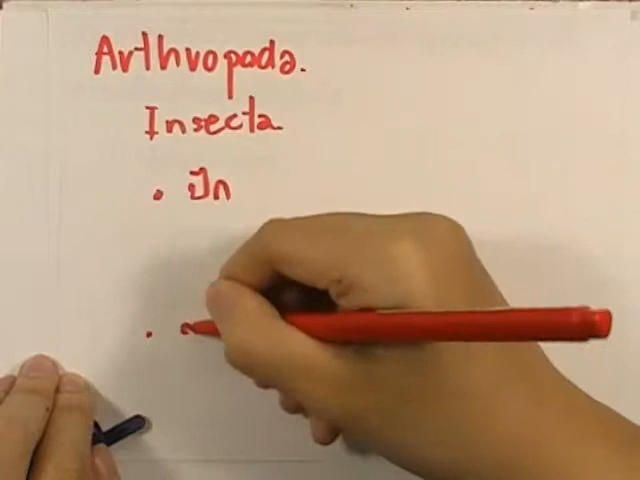 Arthropoda.
Insecta
• ปีก
•